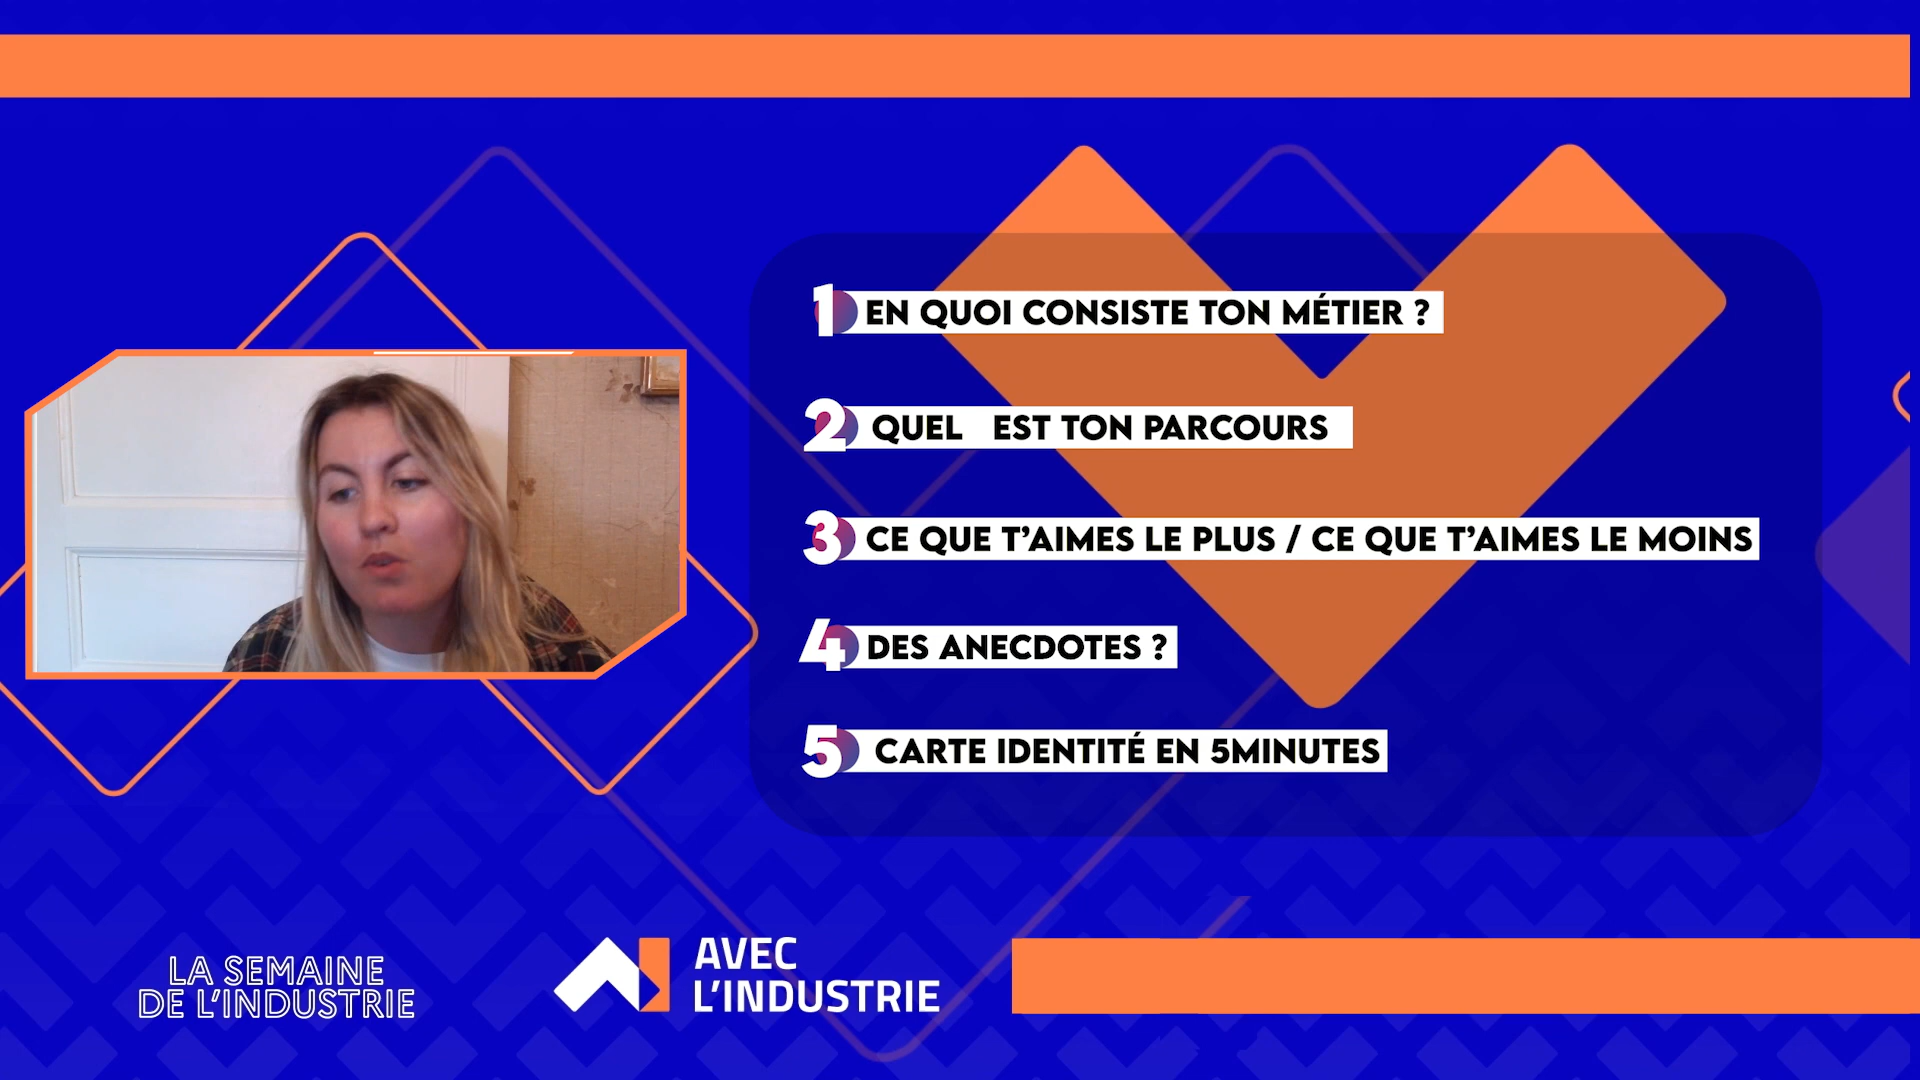 1 EN QUOI CONSISTE TON MÉTIER ?
2 QUEL EST TON PARCOURS
3 CE QUE T'AIMES LE PLUS / CE QUE T'AIMES LE MOINS
4 DES ANECDOTES ?
5 CARTE IDENTITÉ EN 5MINUTES
LA SEMAINE
DE L'INDUSTRIE
AVEC
L'INDUSTRIE